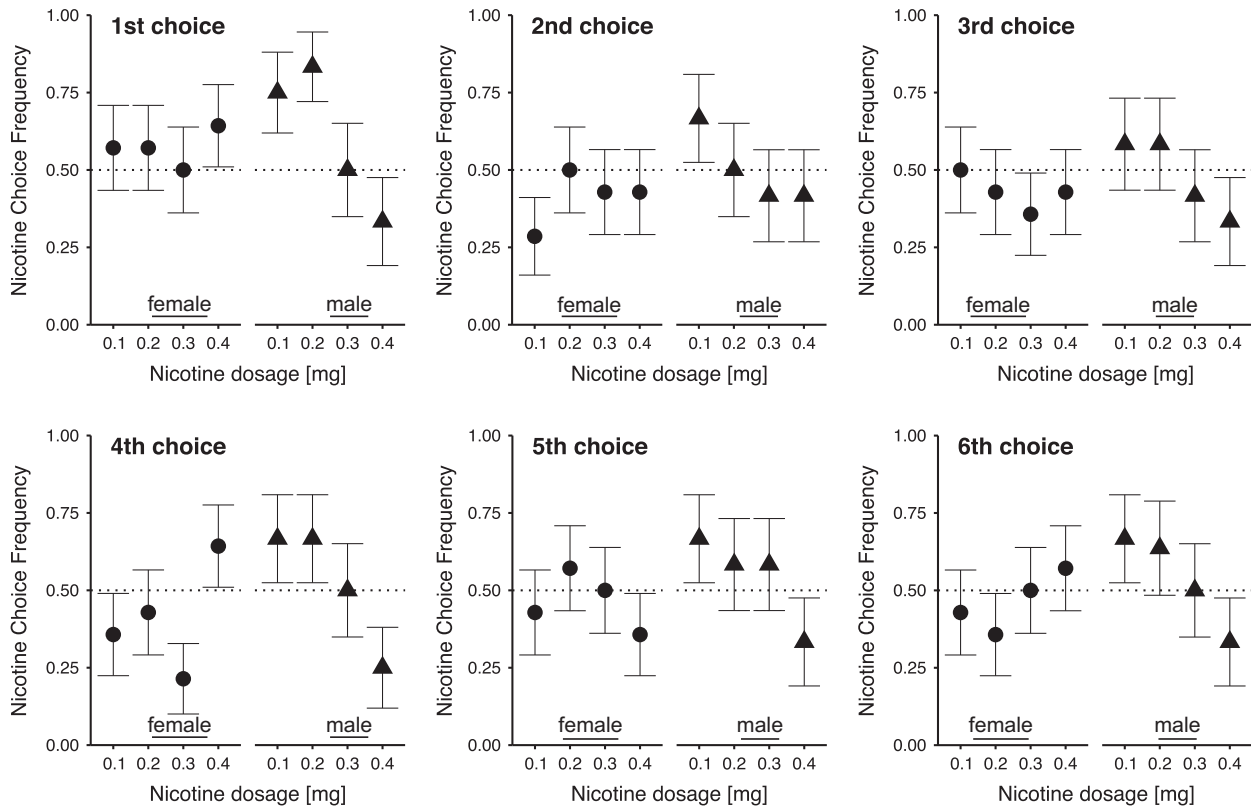 1st choice
Nicotine Choice Frequency
1.00
0.75
0.50
0.25
0.00
female male
0.1 0.2 0.3 0.4 0.1 0.2 0.3 0.4
Nicotine dosage [mg]
2nd choice
Nicotine Choice Frequency
1.00
0.75
0.50
0.25
0.00
female male
0.1 0.2 0.3 0.4 0.1 0.2 0.3 0.4
Nicotine dosage [mg]
3rd choice
Nicotine Choice Frequency
1.00
0.75
0.50
0.25
0.00
female male
0.1 0.2 0.3 0.4 0.1 0.2 0.3 0.4
Nicotine dosage [mg]
4th choice
Nicotine Choice Frequency
1.00
0.75
0.50
0.25
0.00
female male
0.1 0.2 0.3 0.4 0.1 0.2 0.3 0.4
Nicotine dosage [mg]
5th choice
Nicotine Choice Frequency
1.00
0.75
0.50
0.25
0.00
female male
0.1 0.2 0.3 0.4 0.1 0.2 0.3 0.4
Nicotine dosage [mg]
6th choice
Nicotine Choice Frequency
1.00
0.75
0.50
0.25
0.00
female male
0.1 0.2 0.3 0.4 0.1 0.2 0.3 0.4
Nicotine dosage [mg]